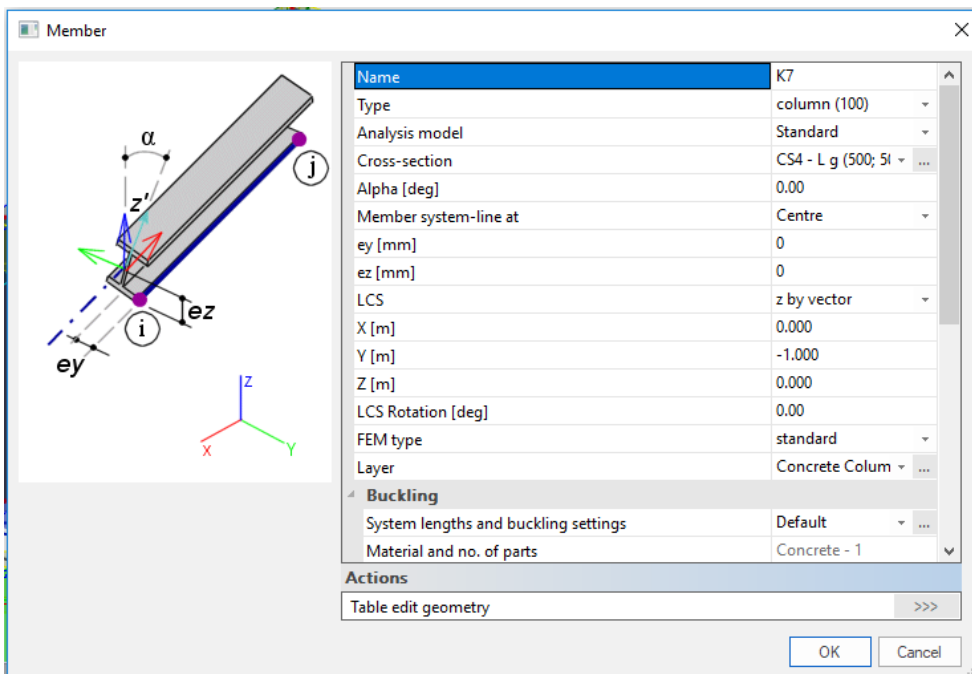 Member
α
z'
j
i
ez
ey
Z
X
Y
Name K7
Type column (100)
Analysis model Standard
Cross-section CS4 - L g (500; 50 ...
Alpha [deg] 0.00
Member system-line at Centre
ey [mm] 0
ez [mm] 0
LCS z by vector
X [m] 0.000
Y [m] -1.000
Z [m] 0.000
LCS Rotation [deg] 0.00
FEM type standard
Layer Concrete Colum ...
Buckling
System lengths and buckling settings Default ...
Material and no. of parts Concrete - 1
Actions
Table edit geometry >>>
OK Cancel